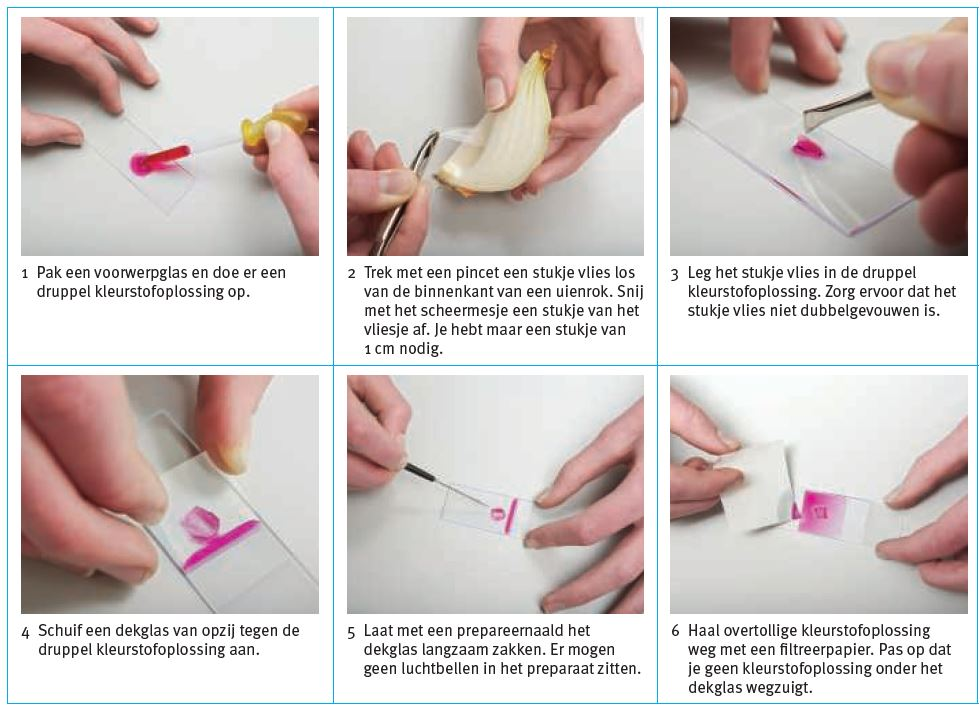 1 Pak een voorwerpglas en doe er een
druppel kleurstofoplossing op.
2 Trek met een pincet een stukje vlies los
van de binnenkant van een uienrok. Snij
met het scheermesje een stukje van het
vliesje af. Je hebt maar een stukje van
1 cm nodig.
3 Leg het stukje vlies in de druppel
kleurstofoplossing. Zorg ervoor dat het
stukje vlies niet dubbelgevouwen is.
4 Schuif een dekglas van opzij tegen de
druppel kleurstofoplossing aan.
5 Laat met een prepareernaald het
dekglas langzaam zakken. Er mogen
geen luchtbellen in het preparaat zitten.
6 Haal overtollige kleurstofoplossing
weg met een filtreerpapier. Pas op dat
je geen kleurstofoplossing onder het
dekglas wegzuigt.